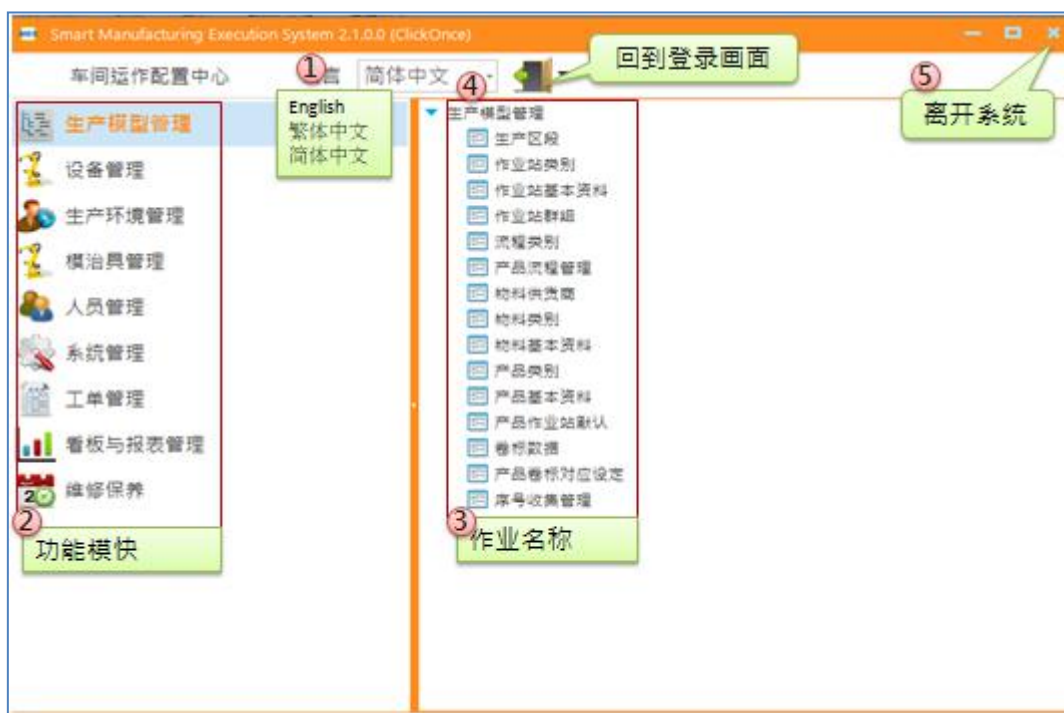 Smart Manufacturing Execution System 2.1.0.0 (ClickOnce)
车间运作配置中心
①
言
简体中文
回到登录画面
④
⑤
离开系统
English
繁体中文
简体中文
生产模型管理
设备管理
生产环境管理
模治具管理
人员管理
系统管理
工单管理
看板与报表管理
维修保养
②
功能模快
生产模型管理
生产区段
作业站类别
作业站基本资料
作业站群组
流程类别
产品流程管理
物料供货商
物料类别
物料基本资料
产品类别
产品基本资料
产品作业站默认
卷标数据
产品卷标对应设定
序号收集管理
③
作业名称